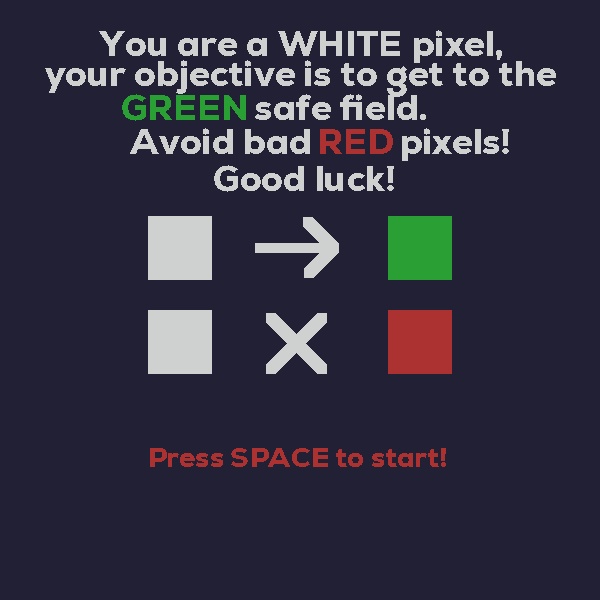 You are a WHITE pixel,
your objective is to get to the
GREEN safe field.
Avoid bad RED pixels!
Good luck!
Press SPACE to start!